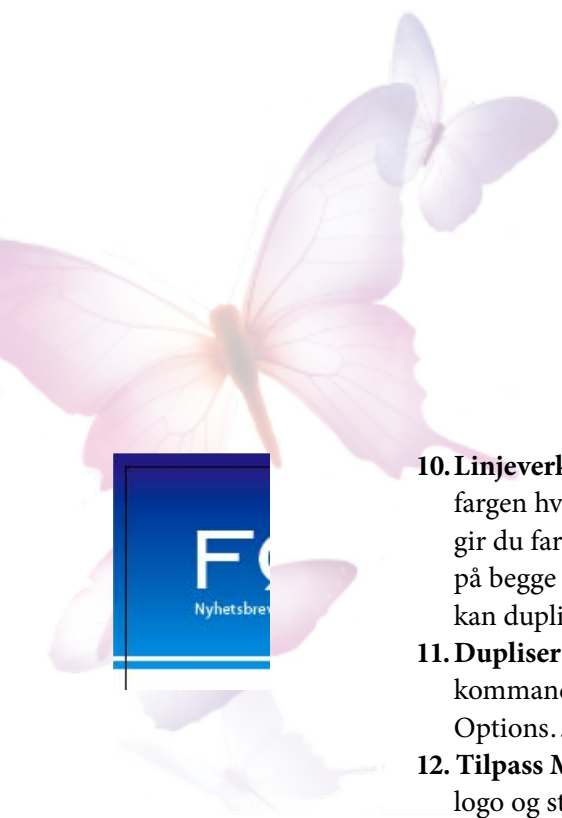 10. Linjeverk
fargen hv
gir du far
på begge
kan dupli
11. Dupliser
kommand
Options…
12. Tilpass M
logo og st
F
Nyhetsbrev